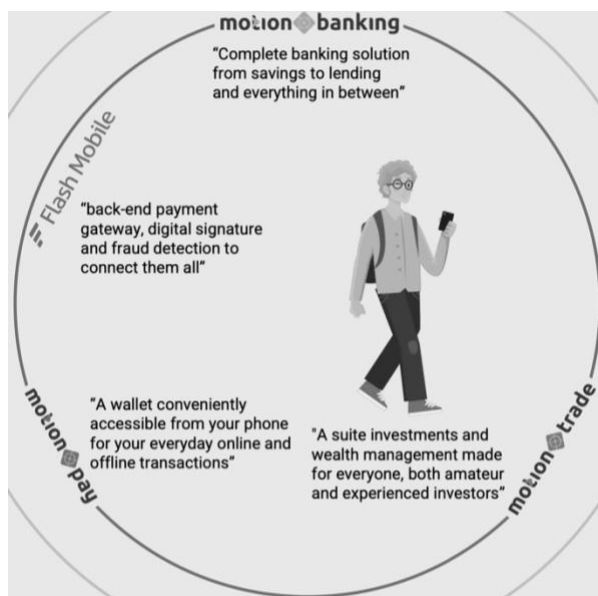 motion banking
"Complete banking solution
from savings to lending
and everything in between"
Flash Mobile
"back-end payment
gateway, digital signature
and fraud detection to
connect them all"
motion pay
"A wallet conveniently
accessible from your phone
for your everyday online and
offline transactions"
"A suite investments and
wealth management made
for everyone, both amateur
and experienced investors"
motion trade